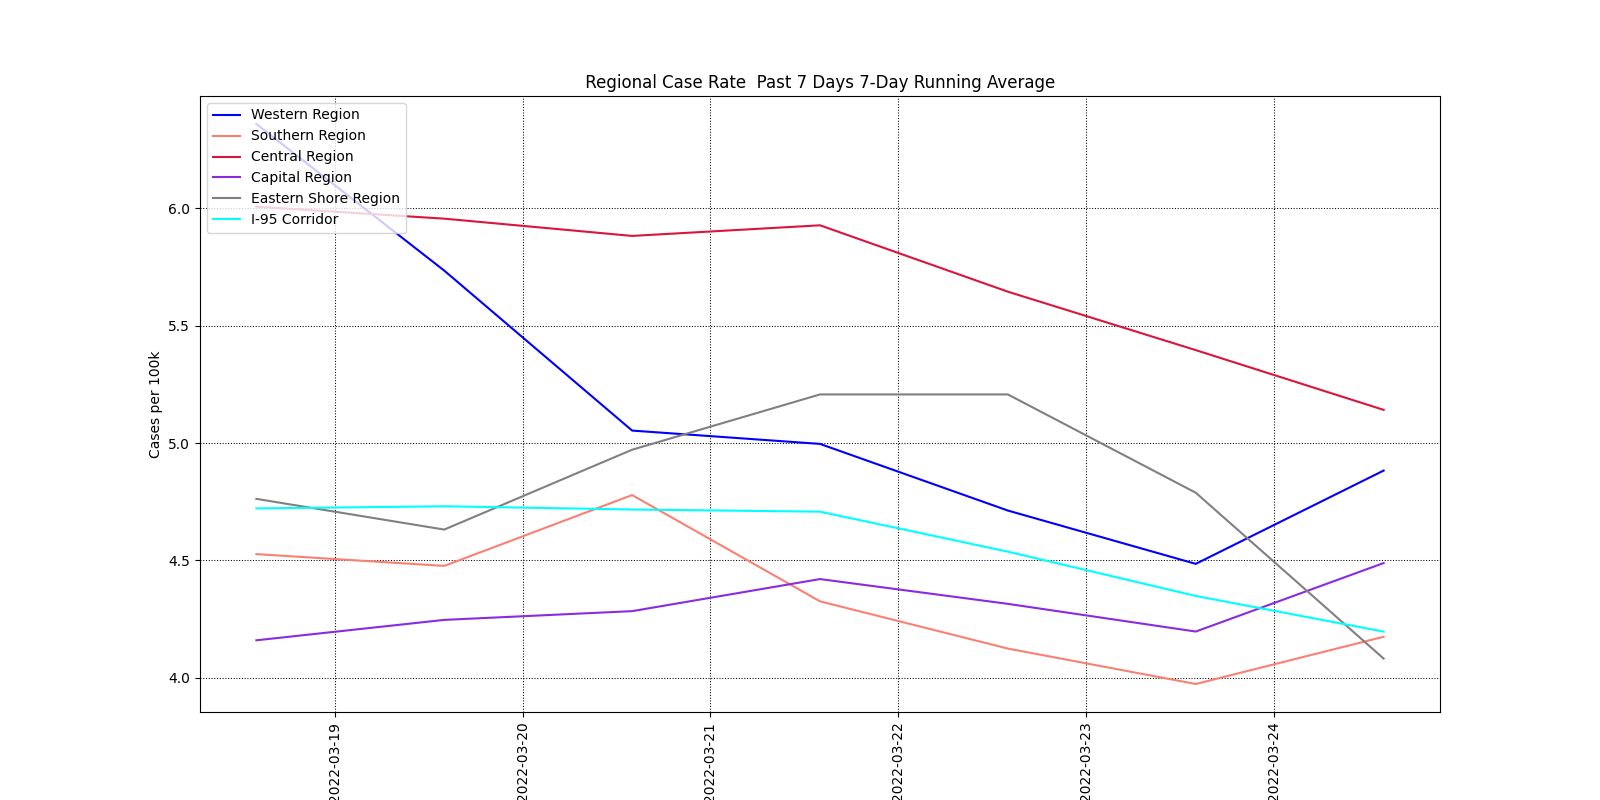 Regional Case Rate  Past 7 Days 7-Day Running Average
Western Region
Southern Region
Central Region
Capital Region
Eastern Shore Region
I-95 Corridor
Cases per 100k
6.0
5.5
5.0
4.5
4.0
2022-03-19
2022-03-20
2022-03-21
2022-03-22
2022-03-23
2022-03-24